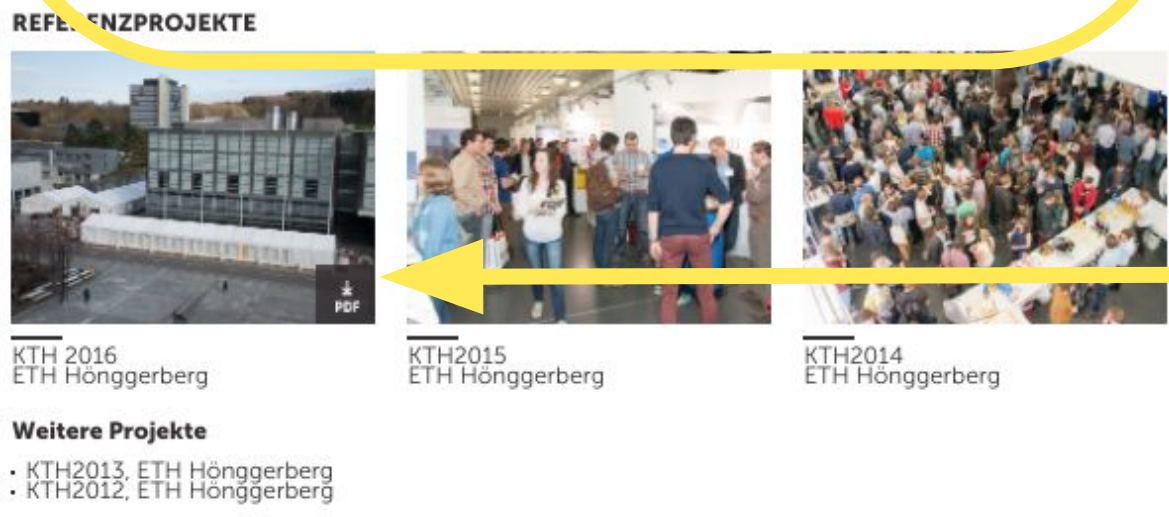 REFERENZPROJEKTE
PDF
KTH 2016
ETH Hönggerberg
KTH2015
ETH Hönggerberg
KTH2014
ETH Hönggerberg
Weitere Projekte
• KTH2013, ETH Hönggerberg
• KTH2012, ETH Hönggerberg